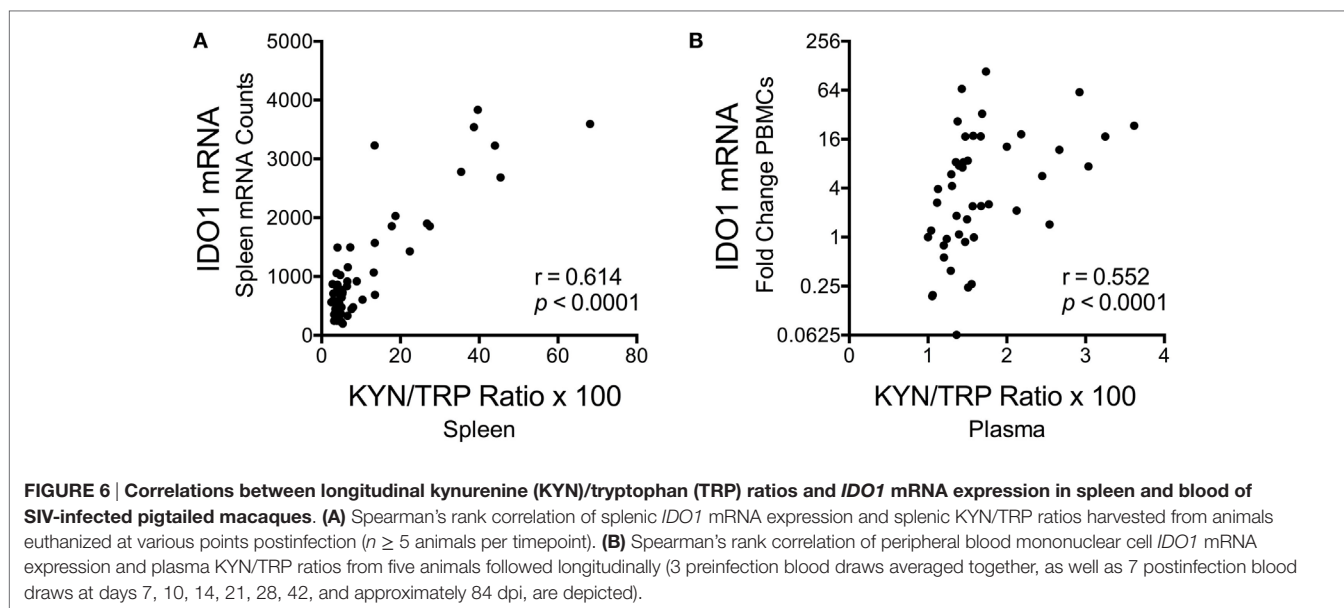 A
IDO1 mRNA
Spleen mRNA Counts
5000
4000
3000
2000
1000
0
r = 0.614
p < 0.0001
0 20 40 60 80
KYN/TRP Ratio x 100
Spleen
B
IDO1 mRNA
Fold Change PBMCs
256
64
16
4
1
0.25
0.0625
r = 0.552
p < 0.0001
0 1 2 3 4
KYN/TRP Ratio x 100
Plasma
FIGURE 6 | Correlations between longitudinal kynurenine (KYN)/tryptophan (TRP) ratios and IDO1 mRNA expression in spleen and blood of
SIV-infected pigtailed macaques. (A) Spearman’s rank correlation of splenic IDO1 mRNA expression and splenic KYN/TRP ratios harvested from animals
euthanized at various points postinfection (n ≥ 5 animals per timepoint). (B) Spearman’s rank correlation of peripheral blood mononuclear cell IDO1 mRNA
expression and plasma KYN/TRP ratios from five animals followed longitudinally (3 preinfection blood draws averaged together, as well as 7 postinfection blood
draws at days 7, 10, 14, 21, 28, 42, and approximately 84 dpi, are depicted).